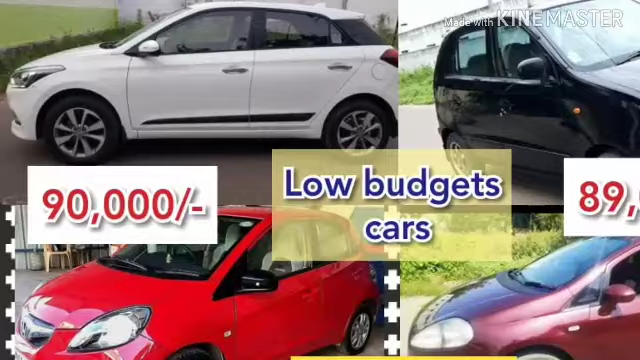 Made with KINEMASTER
90,000/-
Low budgets
cars
89,